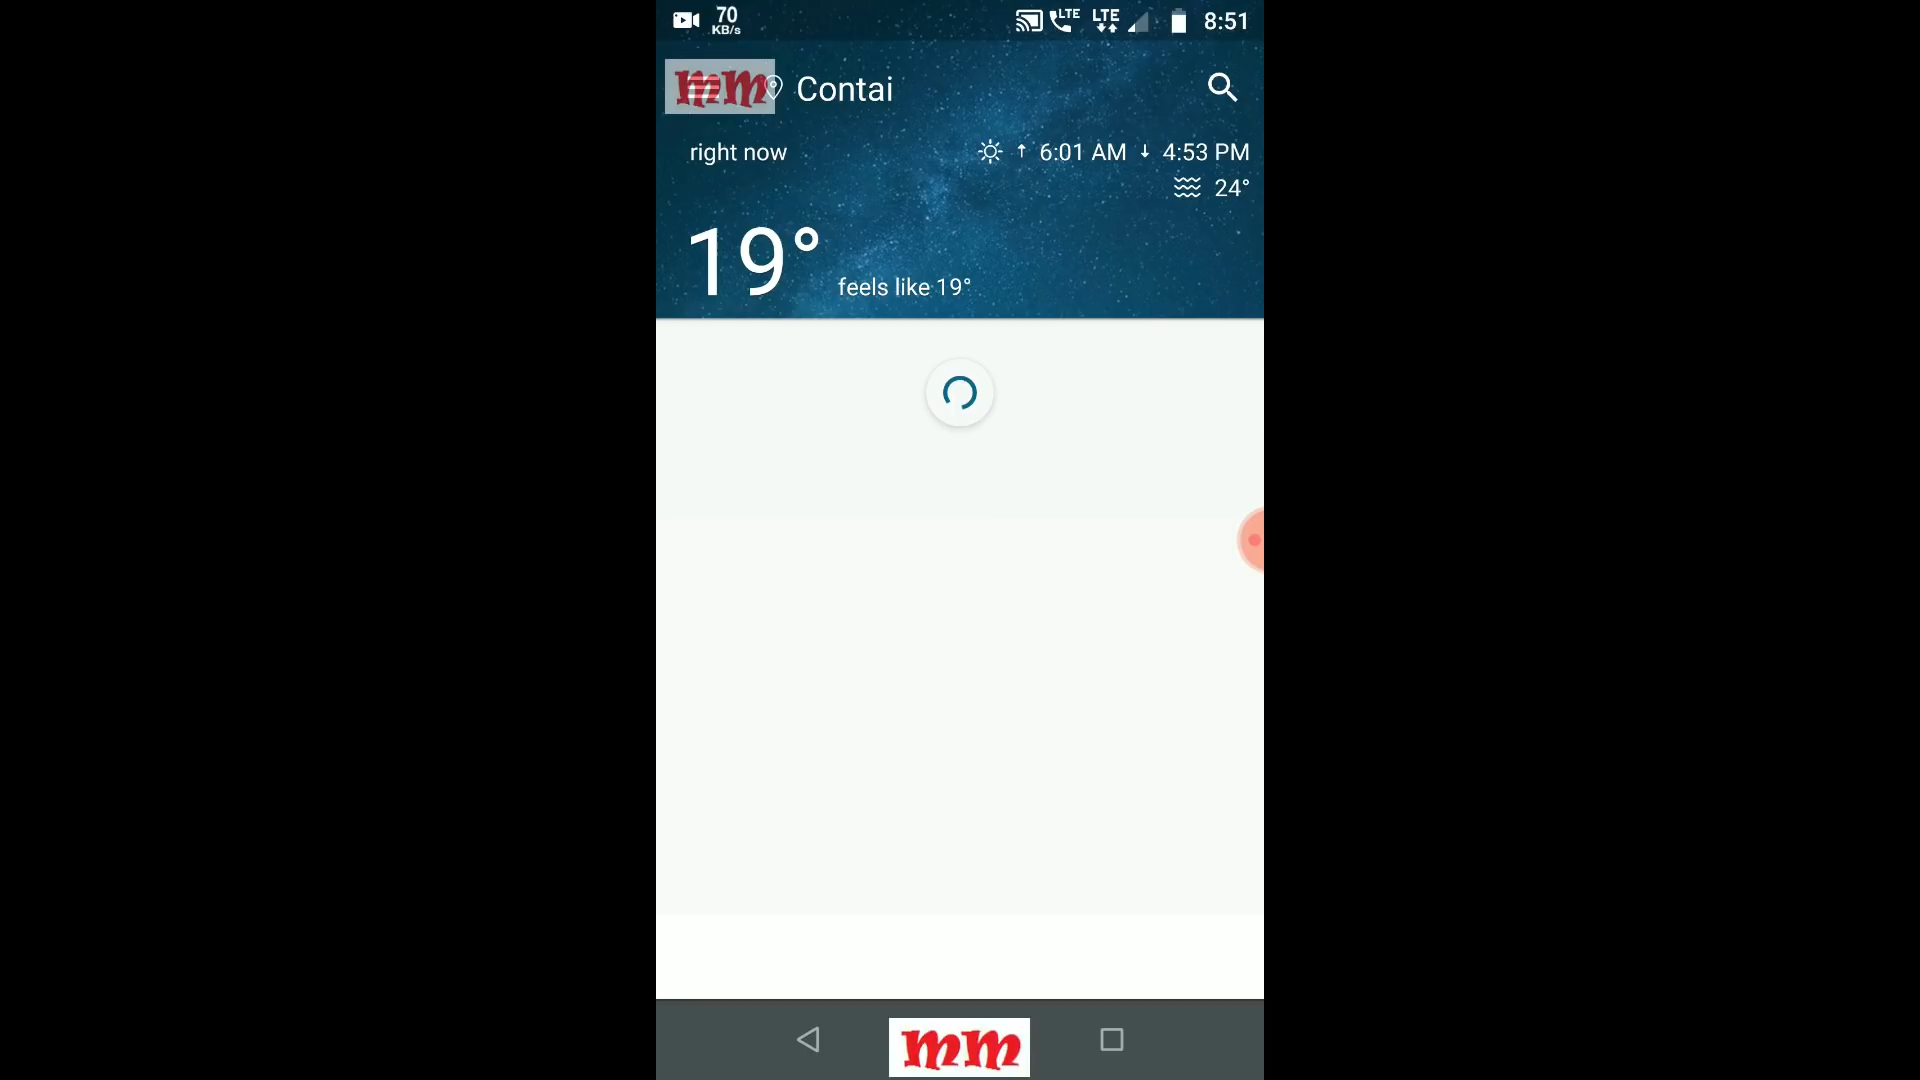 70
KB/s
LTE
LTE
8:51
mm
Contai
right now
↑ 6:01 AM ↓ 4:53 PM
24°
19°
feels like 19°
mm